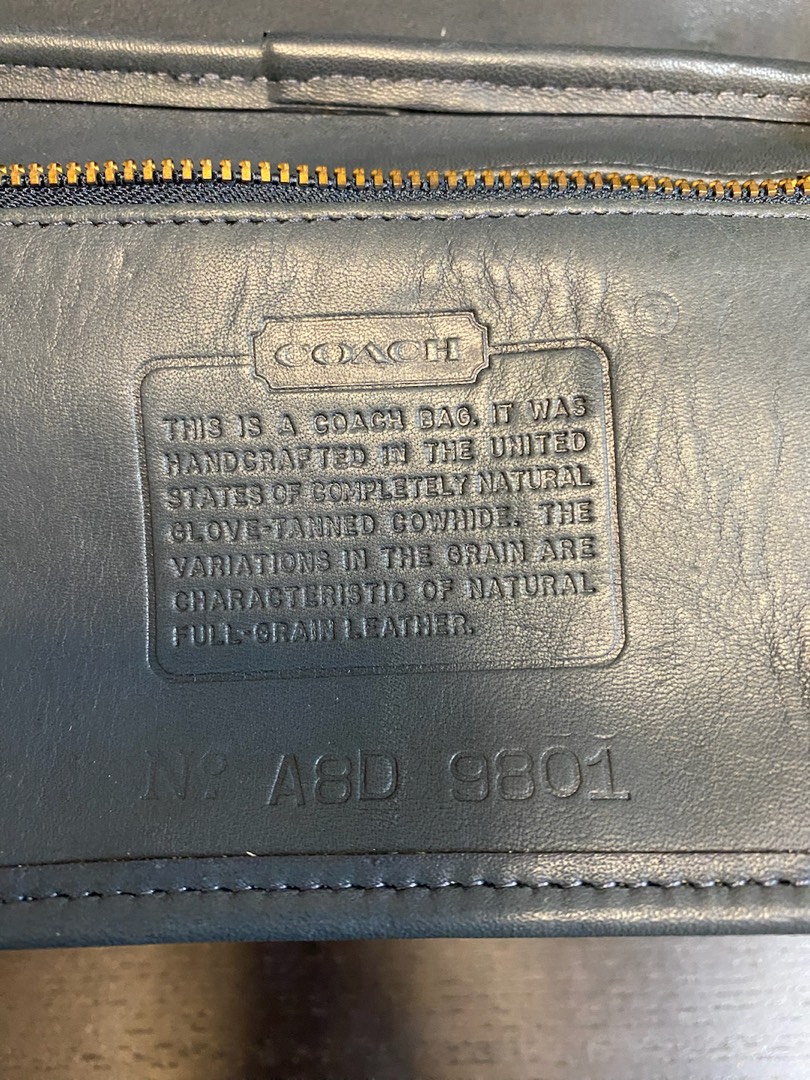 COACH
THIS IS A COACH BAG. IT WAS
HANDCRAFTED IN THE UNITED
STATES OF COMPLETELY NATURAL
GLOVE-TANNED COWHIDE. THE
VARIATIONS IN THE GRAIN ARE
CHARACTERISTIC OF NATURAL
FULL-GRAIN LEATHER.
Nº A8D 9801